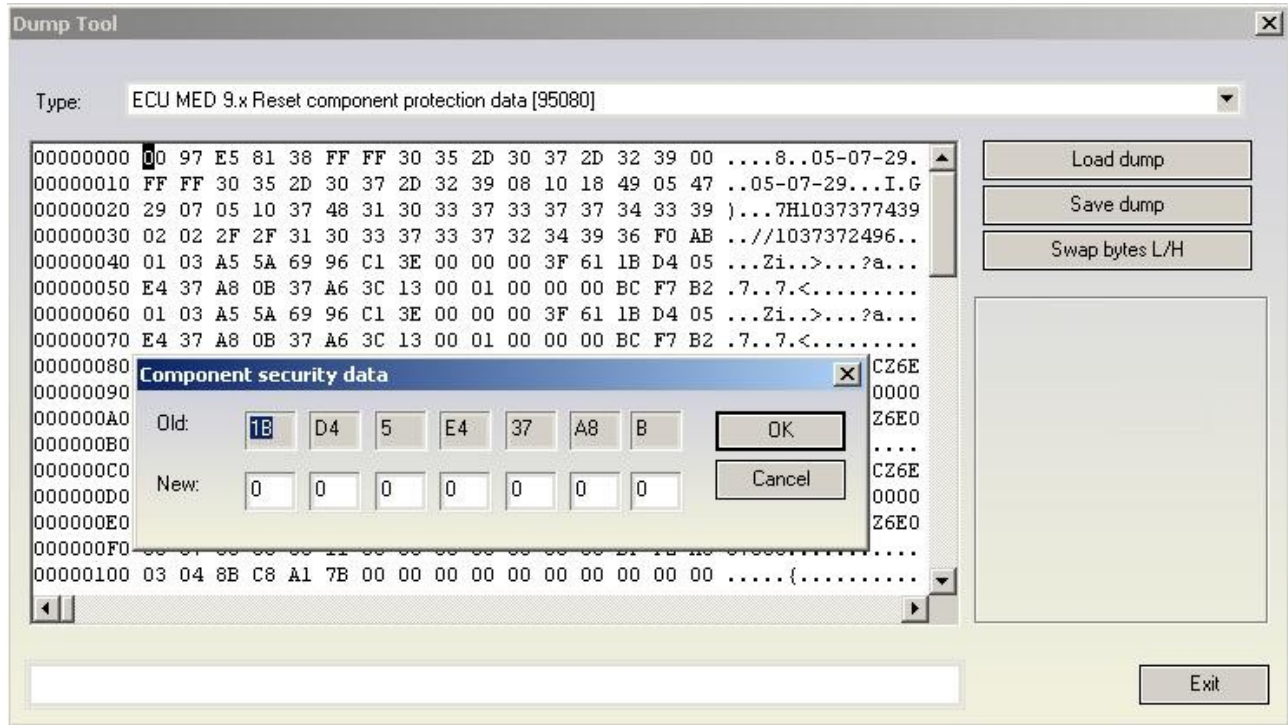 Dump Tool
Type: ECU MED 9.x Reset component protection data [95080]
00000000 00 97 E5 81 38 FF FF 30 35 2D 30 37 2D 32 39 00 ....8..05-07-29.
00000010 FF FF 30 35 2D 30 37 2D 32 39 08 10 18 49 05 47 ..05-07-29...I.G
00000020 29 07 05 10 37 48 31 30 33 37 33 37 37 34 33 39 )...7H1037377439
00000030 02 02 2F 2F 31 30 33 37 33 37 32 34 39 36 F0 AB ..//1037372496..
00000040 01 03 A5 5A 69 96 C1 3E 00 00 00 3F 61 1B D4 05 ...Zi..>...?a...
00000050 E4 37 A8 0B 37 A6 3C 13 00 01 00 00 00 BC F7 B2 .7..7.<.........
00000060 01 03 A5 5A 69 96 C1 3E 00 00 00 3F 61 1B D4 05 ...Zi..>...?a...
00000070 E4 37 A8 0B 37 A6 3C 13 00 01 00 00 00 BC F7 B2 .7..7.<.........
00000080 CZ6E
00000090 0000
000000A0 Z6E0
000000B0 ....
000000C0 CZ6E
000000D0 0000
000000E0 Z6E0
000000F0
00000100 03 04 8B C8 A1 7B 00 00 00 00 00 00 00 00 00 00 .....{..........
Load dump
Save dump
Swap bytes L/H
Component security data
Old: 1B D4 5 E4 37 A8 B
New: 0 0 0 0 0 0 0
OK
Cancel
Exit